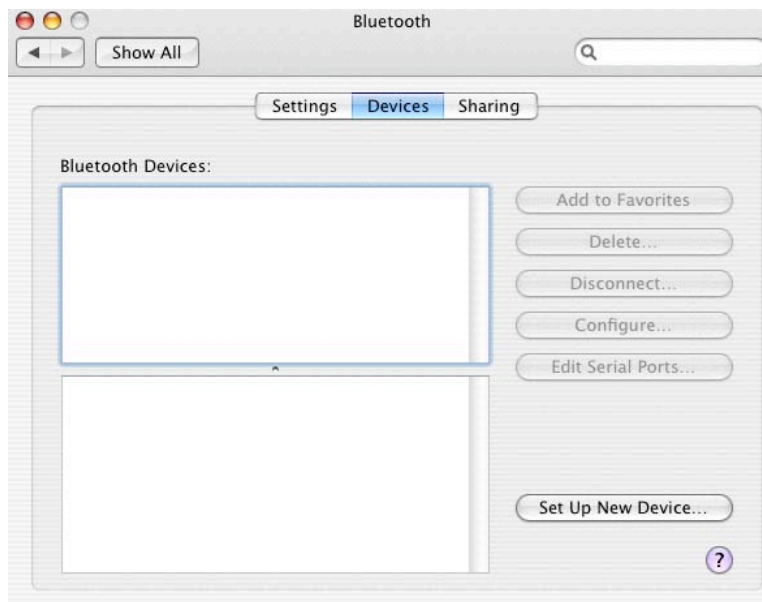 Bluetooth
Show All
Settings Devices Sharing
Bluetooth Devices:
Add to Favorites
Delete...
Disconnect...
Configure...
Edit Serial Ports...
Set Up New Device...
?